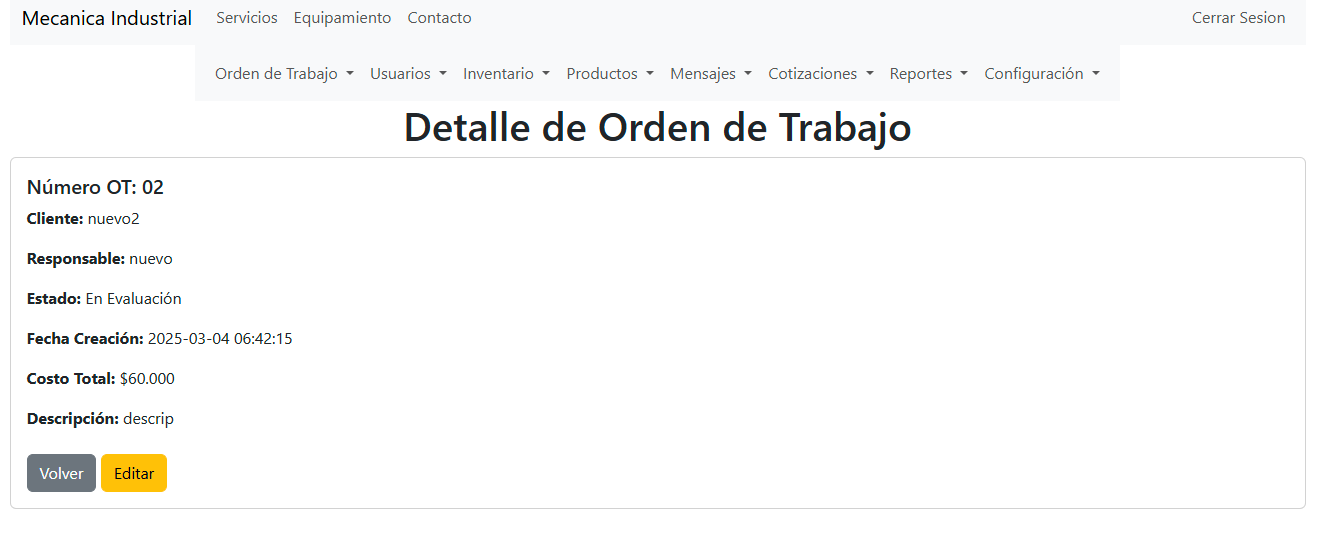 Mecanica Industrial Servicios Equipamiento Contacto Cerrar Sesion
Orden de Trabajo Usuarios Inventario Productos Mensajes Cotizaciones Reportes Configuración
Detalle de Orden de Trabajo
Número OT: 02
Cliente: nuevo2
Responsable: nuevo
Estado: En Evaluación
Fecha Creación: 2025-03-04 06:42:15
Costo Total: $60.000
Descripción: descrip
Volver Editar